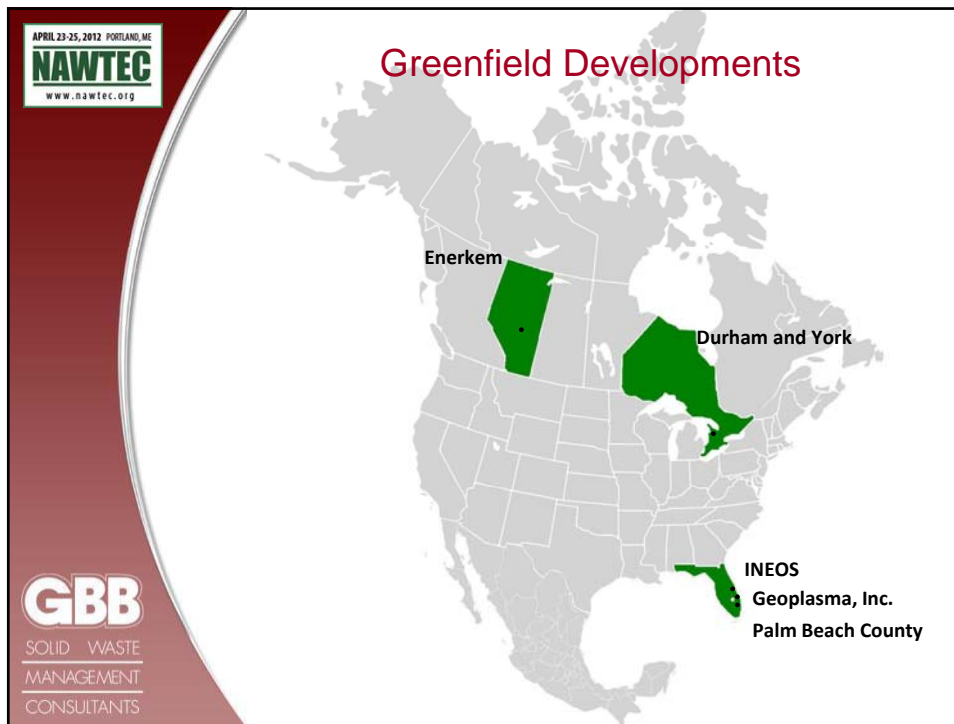 APRIL 23-25, 2012 PORTLAND, ME
NAWTEC
www.nawtec.org
Greenfield Developments
Enerkem
Durham and York
INEOS
Geoplasma, Inc.
Palm Beach County
GBB
SOLID WASTE
MANAGEMENT
CONSULTANTS